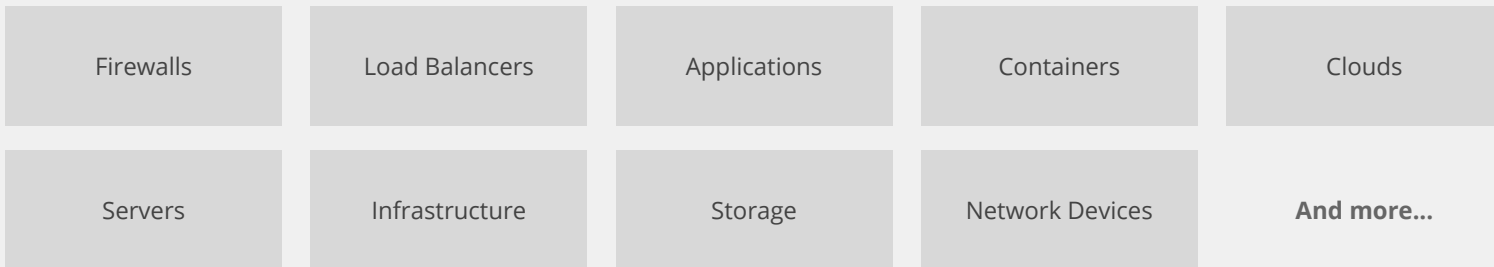 Firewalls
Load Balancers
Applications
Containers
Clouds
Servers
Infrastructure
Storage
Network Devices
And more...